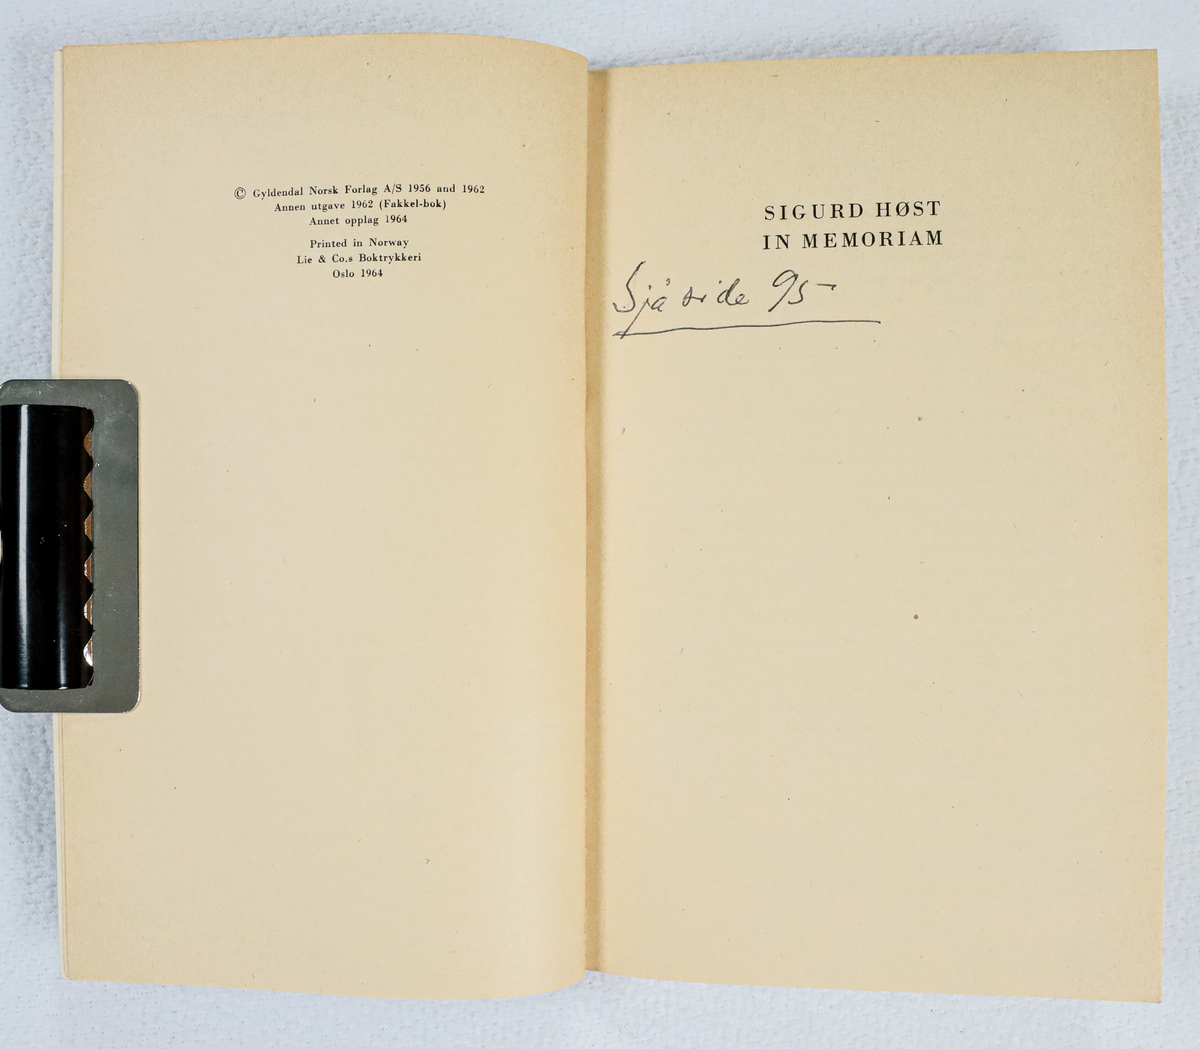 © Gyldendal Norsk Forlag A/S 1956 and 1962
Annen utgave 1962 (Fakkel-bok)
Annet opplag 1964
Printed in Norway
Lie & Co.s Boktrykkeri
Oslo 1964
SIGURD HØST
IN MEMORIAM
Sjå side 95